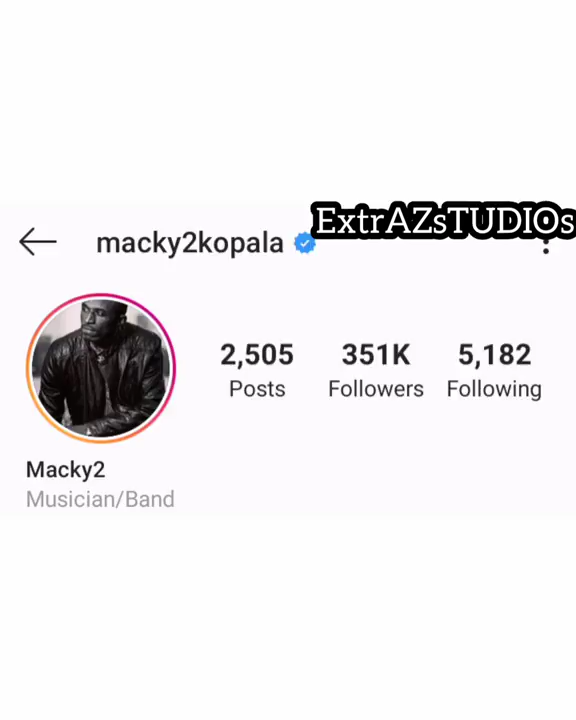 ExtrAZsTUDIOs
macky2kopala
2,505 351K 5,182
Posts Followers Following
Macky2
Musician/Band